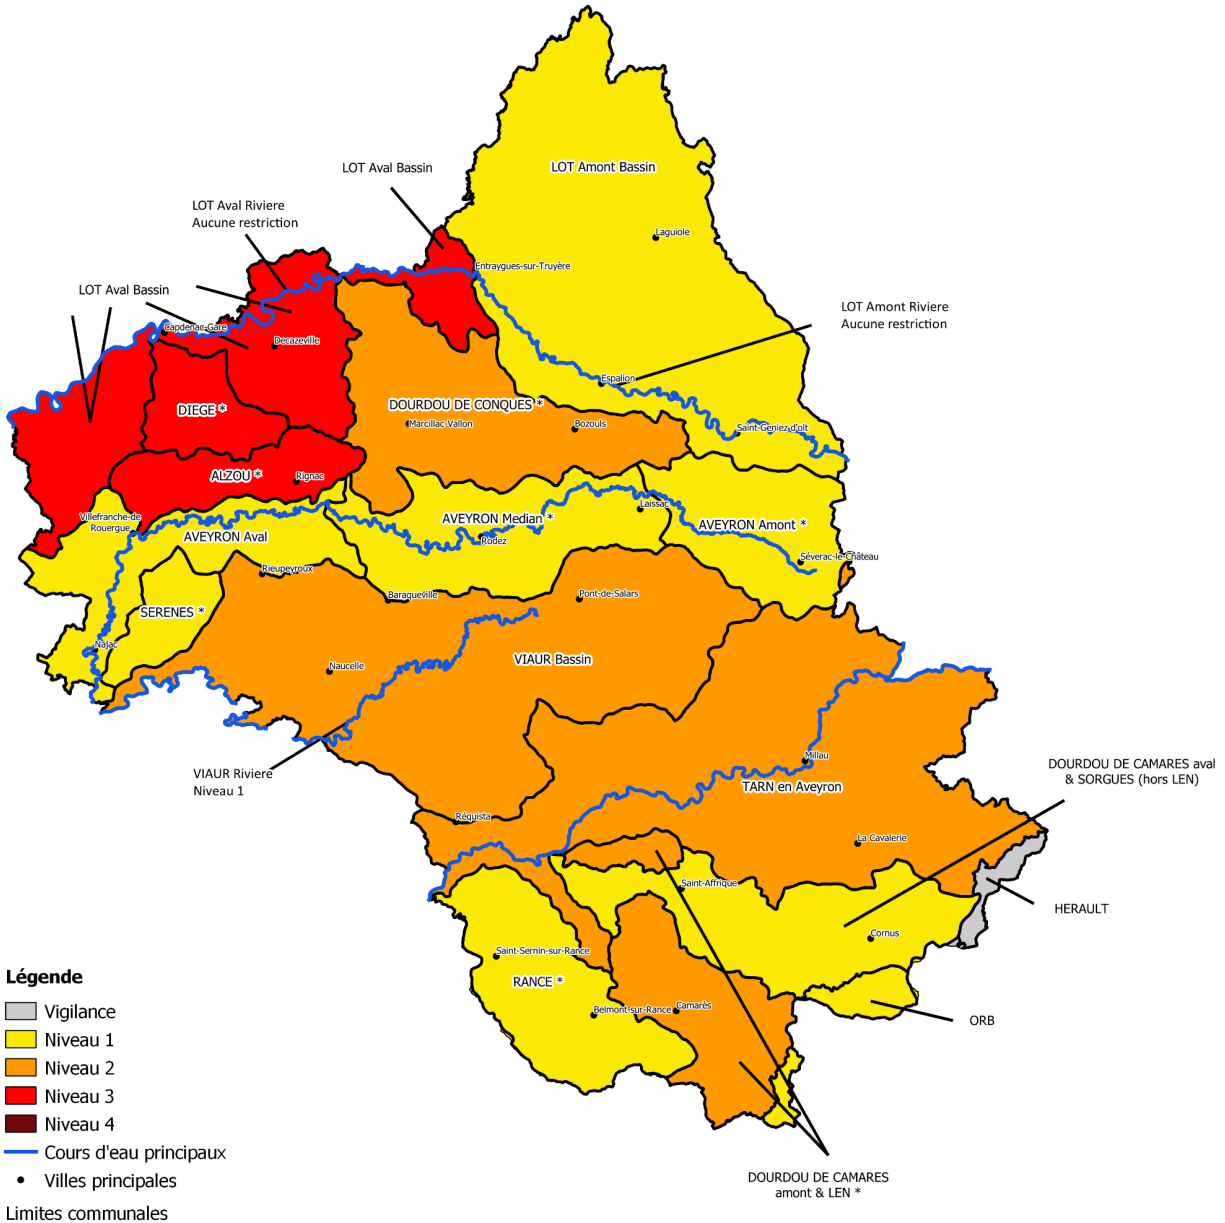 LOT Aval Bassin
LOT Amont Bassin
LOT Aval Riviere
Aucune restriction
Laguiole
Entraygues-sur-Truyère
LOT Aval Bassin
LOT Amont Riviere
Aucune restriction
Capdenac-Gare
Decazeville
Espalion
DIEGE *
DOURDOU DE CONQUES *
Marcillac-Vallon
Bozouls
Saint-Geniez-d'olt
ALZOU *
Rignac
Laissac
Villefranche-de
Rouergue
AVEYRON Median *
AVEYRON Amont *
AVEYRON Aval
Rodez
Séverac-le-Château
Rieupeyroux
Baraqueville
Pont-de-Salars
SERENES *
Najac
VIAUR Bassin
Naucelle
VIAUR Riviere
Niveau 1
Millau
DOURDOU DE CAMARES aval
& SORGUES (hors LEN)
TARN en Aveyron
Réquista
La Cavalerie
Saint-Affrique
HERAULT
Cornus
Saint-Sernin-sur-Rance
RANCE *
Belmont-sur-Rance
Camarès
ORB
Légende
Vigilance
Niveau 1
Niveau 2
Niveau 3
Niveau 4
Cours d'eau principaux
Villes principales
Limites communales
DOURDOU DE CAMARES
amont & LEN *